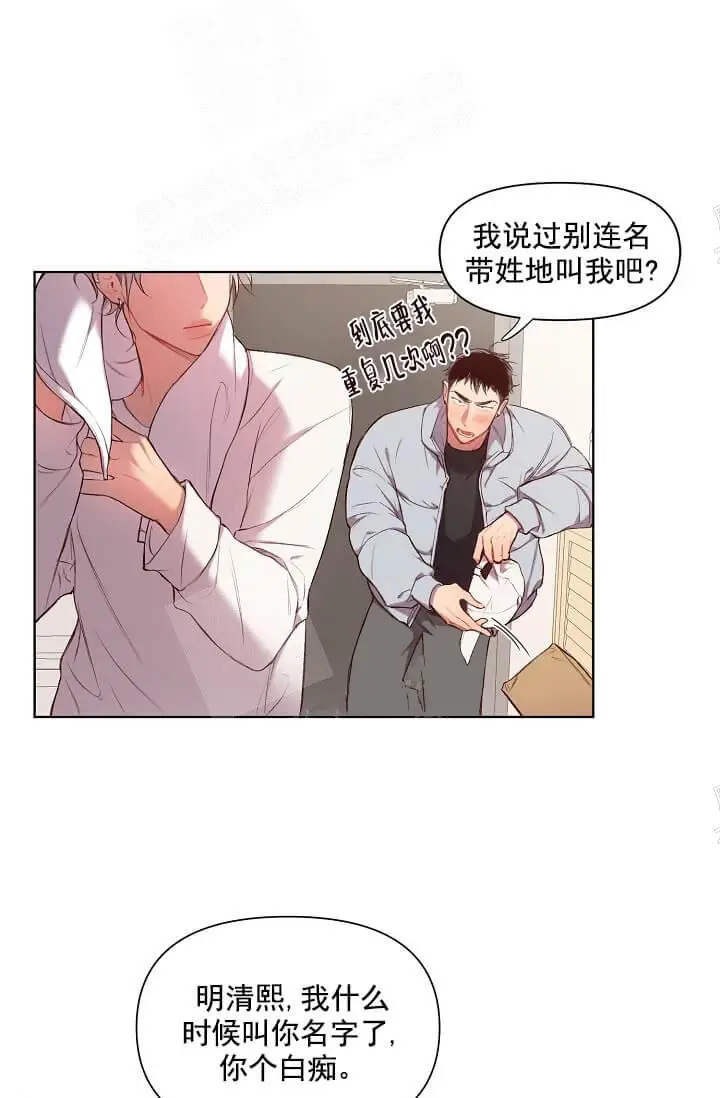 我说过别连名
带姓地叫我吧?
到底要我
重复几次啊??
明清熙,我什么
时候叫你名字了,
你个白痴。